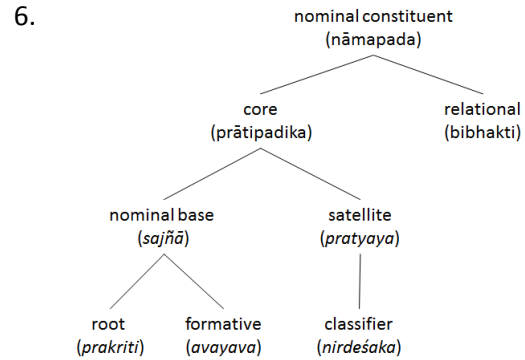 6.
nominal constituent
(nāmapada)
core
(prātipadika)
relational
(bibhakti)
nominal base
(sajñā)
satellite
(pratyaya)
root
(prakriti)
formative
(avayava)
classifier
(nirdeśaka)